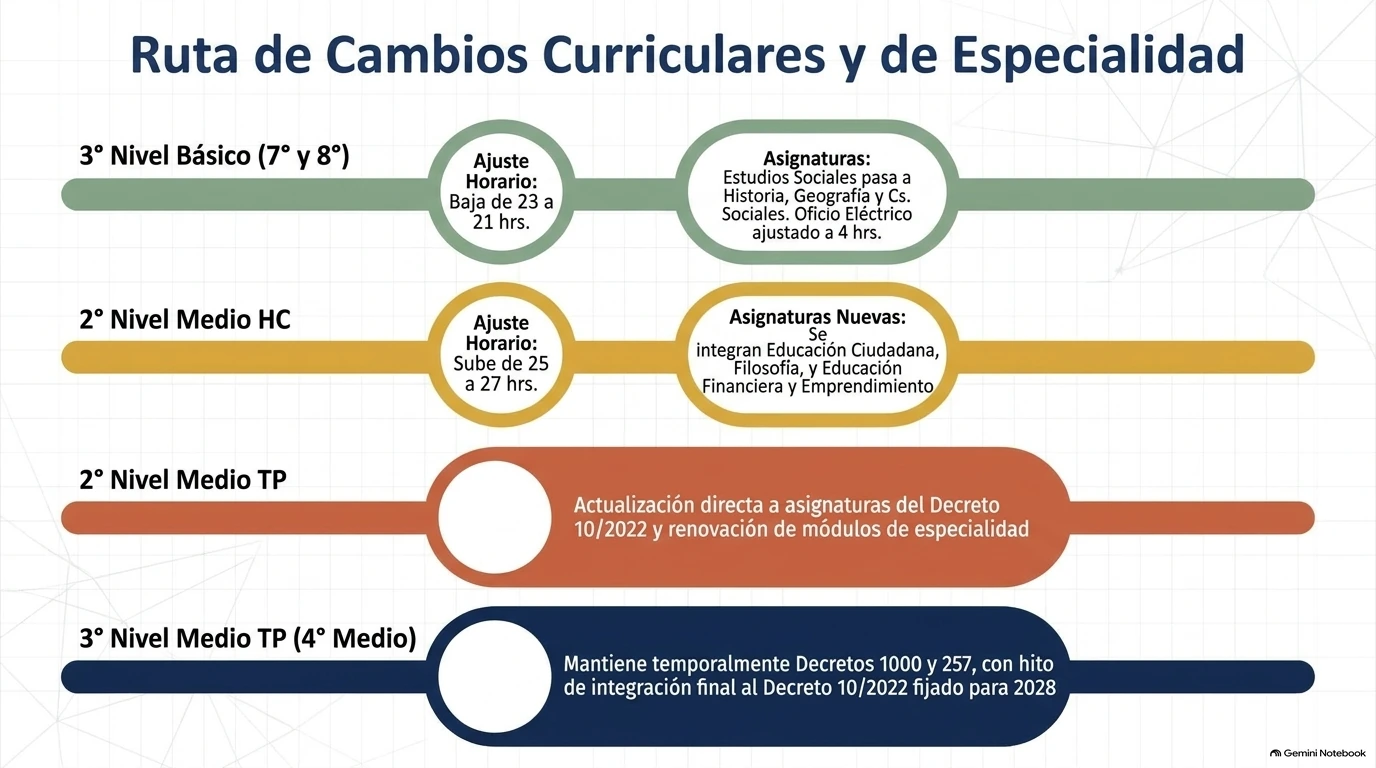 Ruta de Cambios Curriculares y de Especialidad
3° Nivel Básico (7° y 8°)
Ajuste
Horario:
Baja de 23 a
21 hrs.
Asignaturas:
Estudios Sociales pasa a
Historia, Geografía y Cs.
Sociales. Oficio Eléctrico
ajustado a 4 hrs.
2° Nivel Medio HC
Ajuste
Horario:
Sube de 25
a 27 hrs.
Asignaturas Nuevas:
Se
integran Educación Ciudadana,
Filosofía, y Educación
Financiera y Emprendimiento
2° Nivel Medio TP
Actualización directa a asignaturas del Decreto
10/2022 y renovación de módulos de especialidad
3° Nivel Medio TP (4° Medio)
Mantiene temporalmente Decretos 1000 y 257, con hito
de integración final al Decreto 10/2022 fijado para 2028
Gemini Notebook